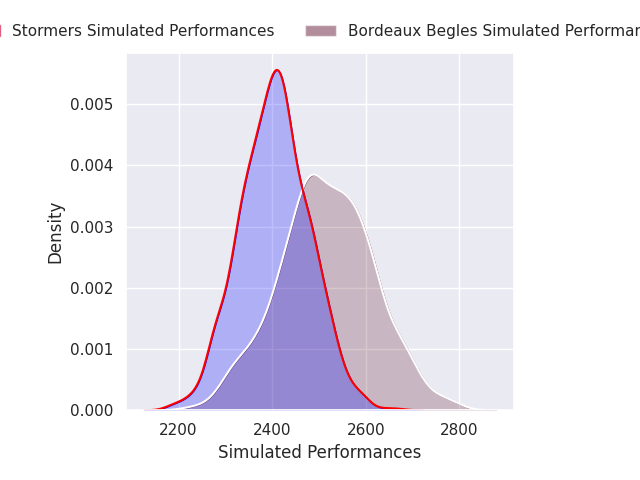 Stormers Simulated Performances
Bordeaux Begles Simulated Performan
0.005
0.004
0.003
0.002
0.001
0.000
Density
2200 2400 2600 2800
Simulated Performances